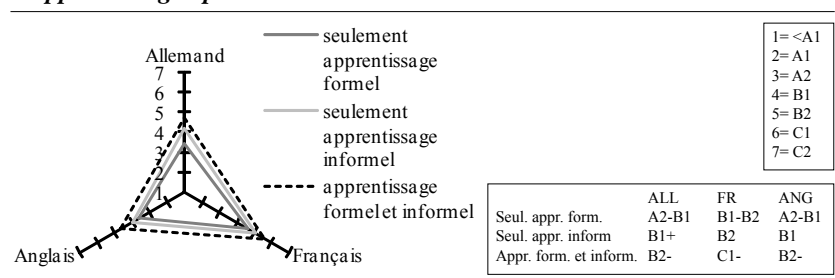 Allemand
7
6
5
4
3
2
1
Anglais
Français
seulement
apprentissage
formel
seulement
apprentissage
informel
apprentissage
formel et informel
1= <A1
2= A1
3= A2
4= B1
5= B2
6= C1
7= C2
ALL FR ANG
Seul. appr. form. A2-B1 B1-B2 A2-B1
Seul. appr. inform B1+ B2 B1
Appr. form. et inform. B2- C1- B2-